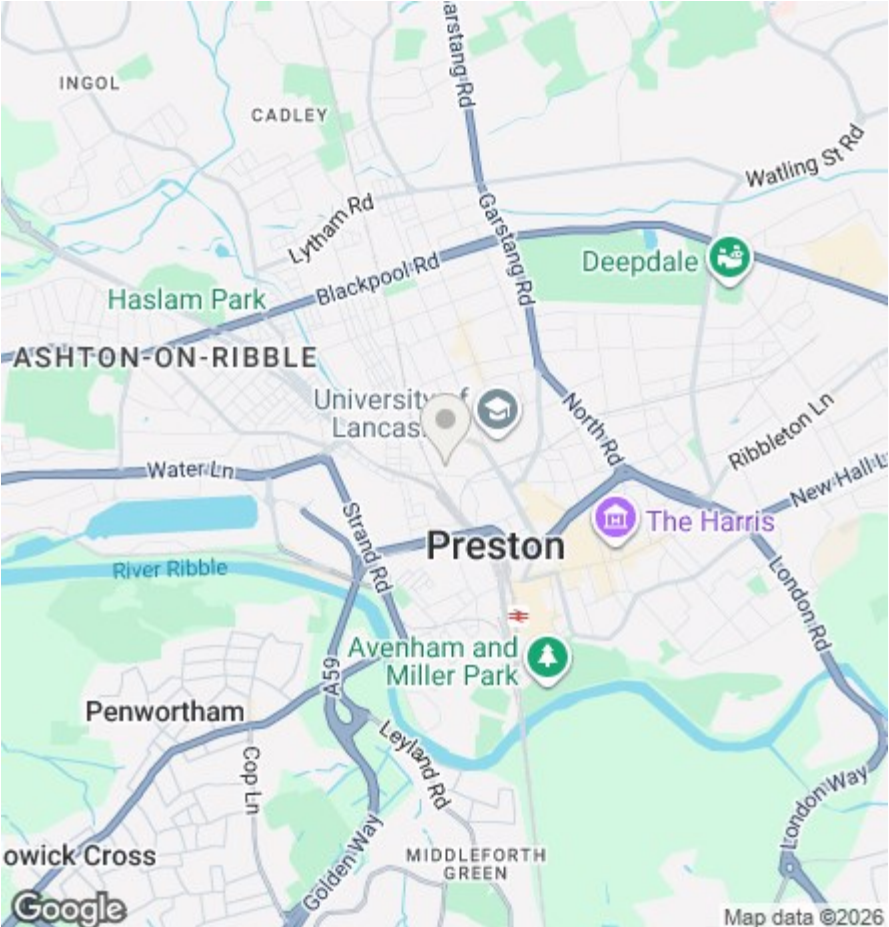 Garstang Rd
INGOL
CADLEY
Watling St Rd
Lytham Rd
Garstang Rd
Deepdale
Blackpool Rd
Haslam Park
ASHTON-ON-RIBBLE
University of
Lancas
North Rd
Ribbleton Ln
Water Ln
New Hall L
Strand Rd
The Harris
Preston
River Ribble
London Rd
Avenham and
Miller Park
A59
Penwortham
Leyland Rd
Cop Ln
London Way
owick Cross
Golden Way
MIDDLEFORTH
GREEN
Google
Map data ©2026